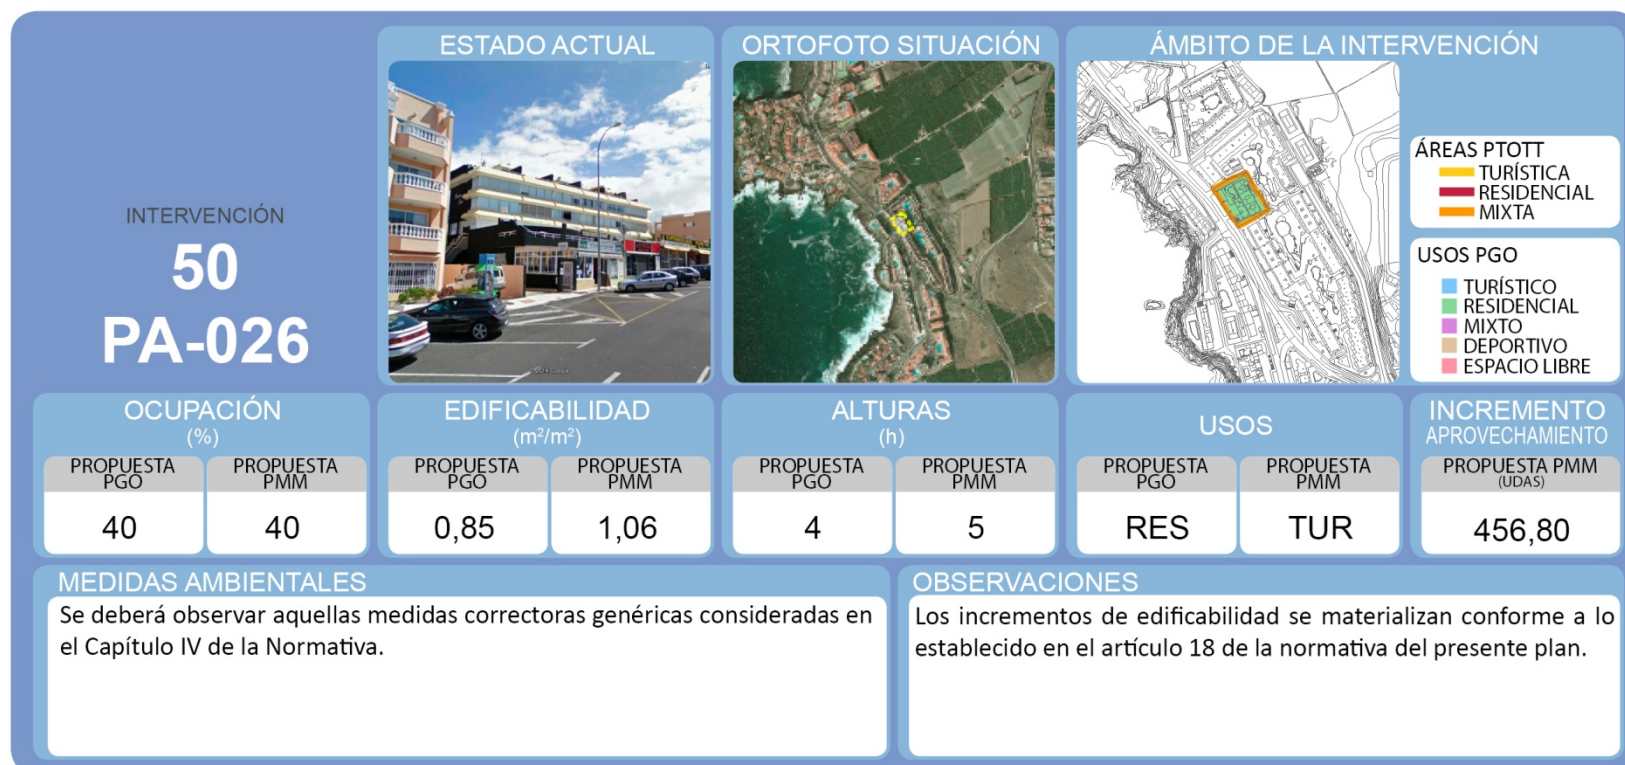 INTERVENCIÓN
50
PA-026
ESTADO ACTUAL
ORTOFOTO SITUACIÓN
ÁMBITO DE LA INTERVENCIÓN
ÁREAS PTOTT
TURÍSTICA
RESIDENCIAL
MIXTA
USOS PGO
TURÍSTICO
RESIDENCIAL
MIXTO
DEPORTIVO
ESPACIO LIBRE
OCUPACIÓN
(%)
PROPUESTA
PGO
PROPUESTA
PMM
40
40
EDIFICABILIDAD
(m²/m²)
PROPUESTA
PGO
PROPUESTA
PMM
0,85
1,06
ALTURAS
(h)
PROPUESTA
PGO
PROPUESTA
PMM
4
5
USOS
PROPUESTA
PGO
PROPUESTA
PMM
RES
TUR
INCREMENTO
APROVECHAMIENTO
PROPUESTA PMM
(UDAS)
456,80
MEDIDAS AMBIENTALES
Se deberá observar aquellas medidas correctoras genéricas consideradas en
el Capítulo IV de la Normativa.
OBSERVACIONES
Los incrementos de edificabilidad se materializan conforme a lo
establecido en el artículo 18 de la normativa del presente plan.